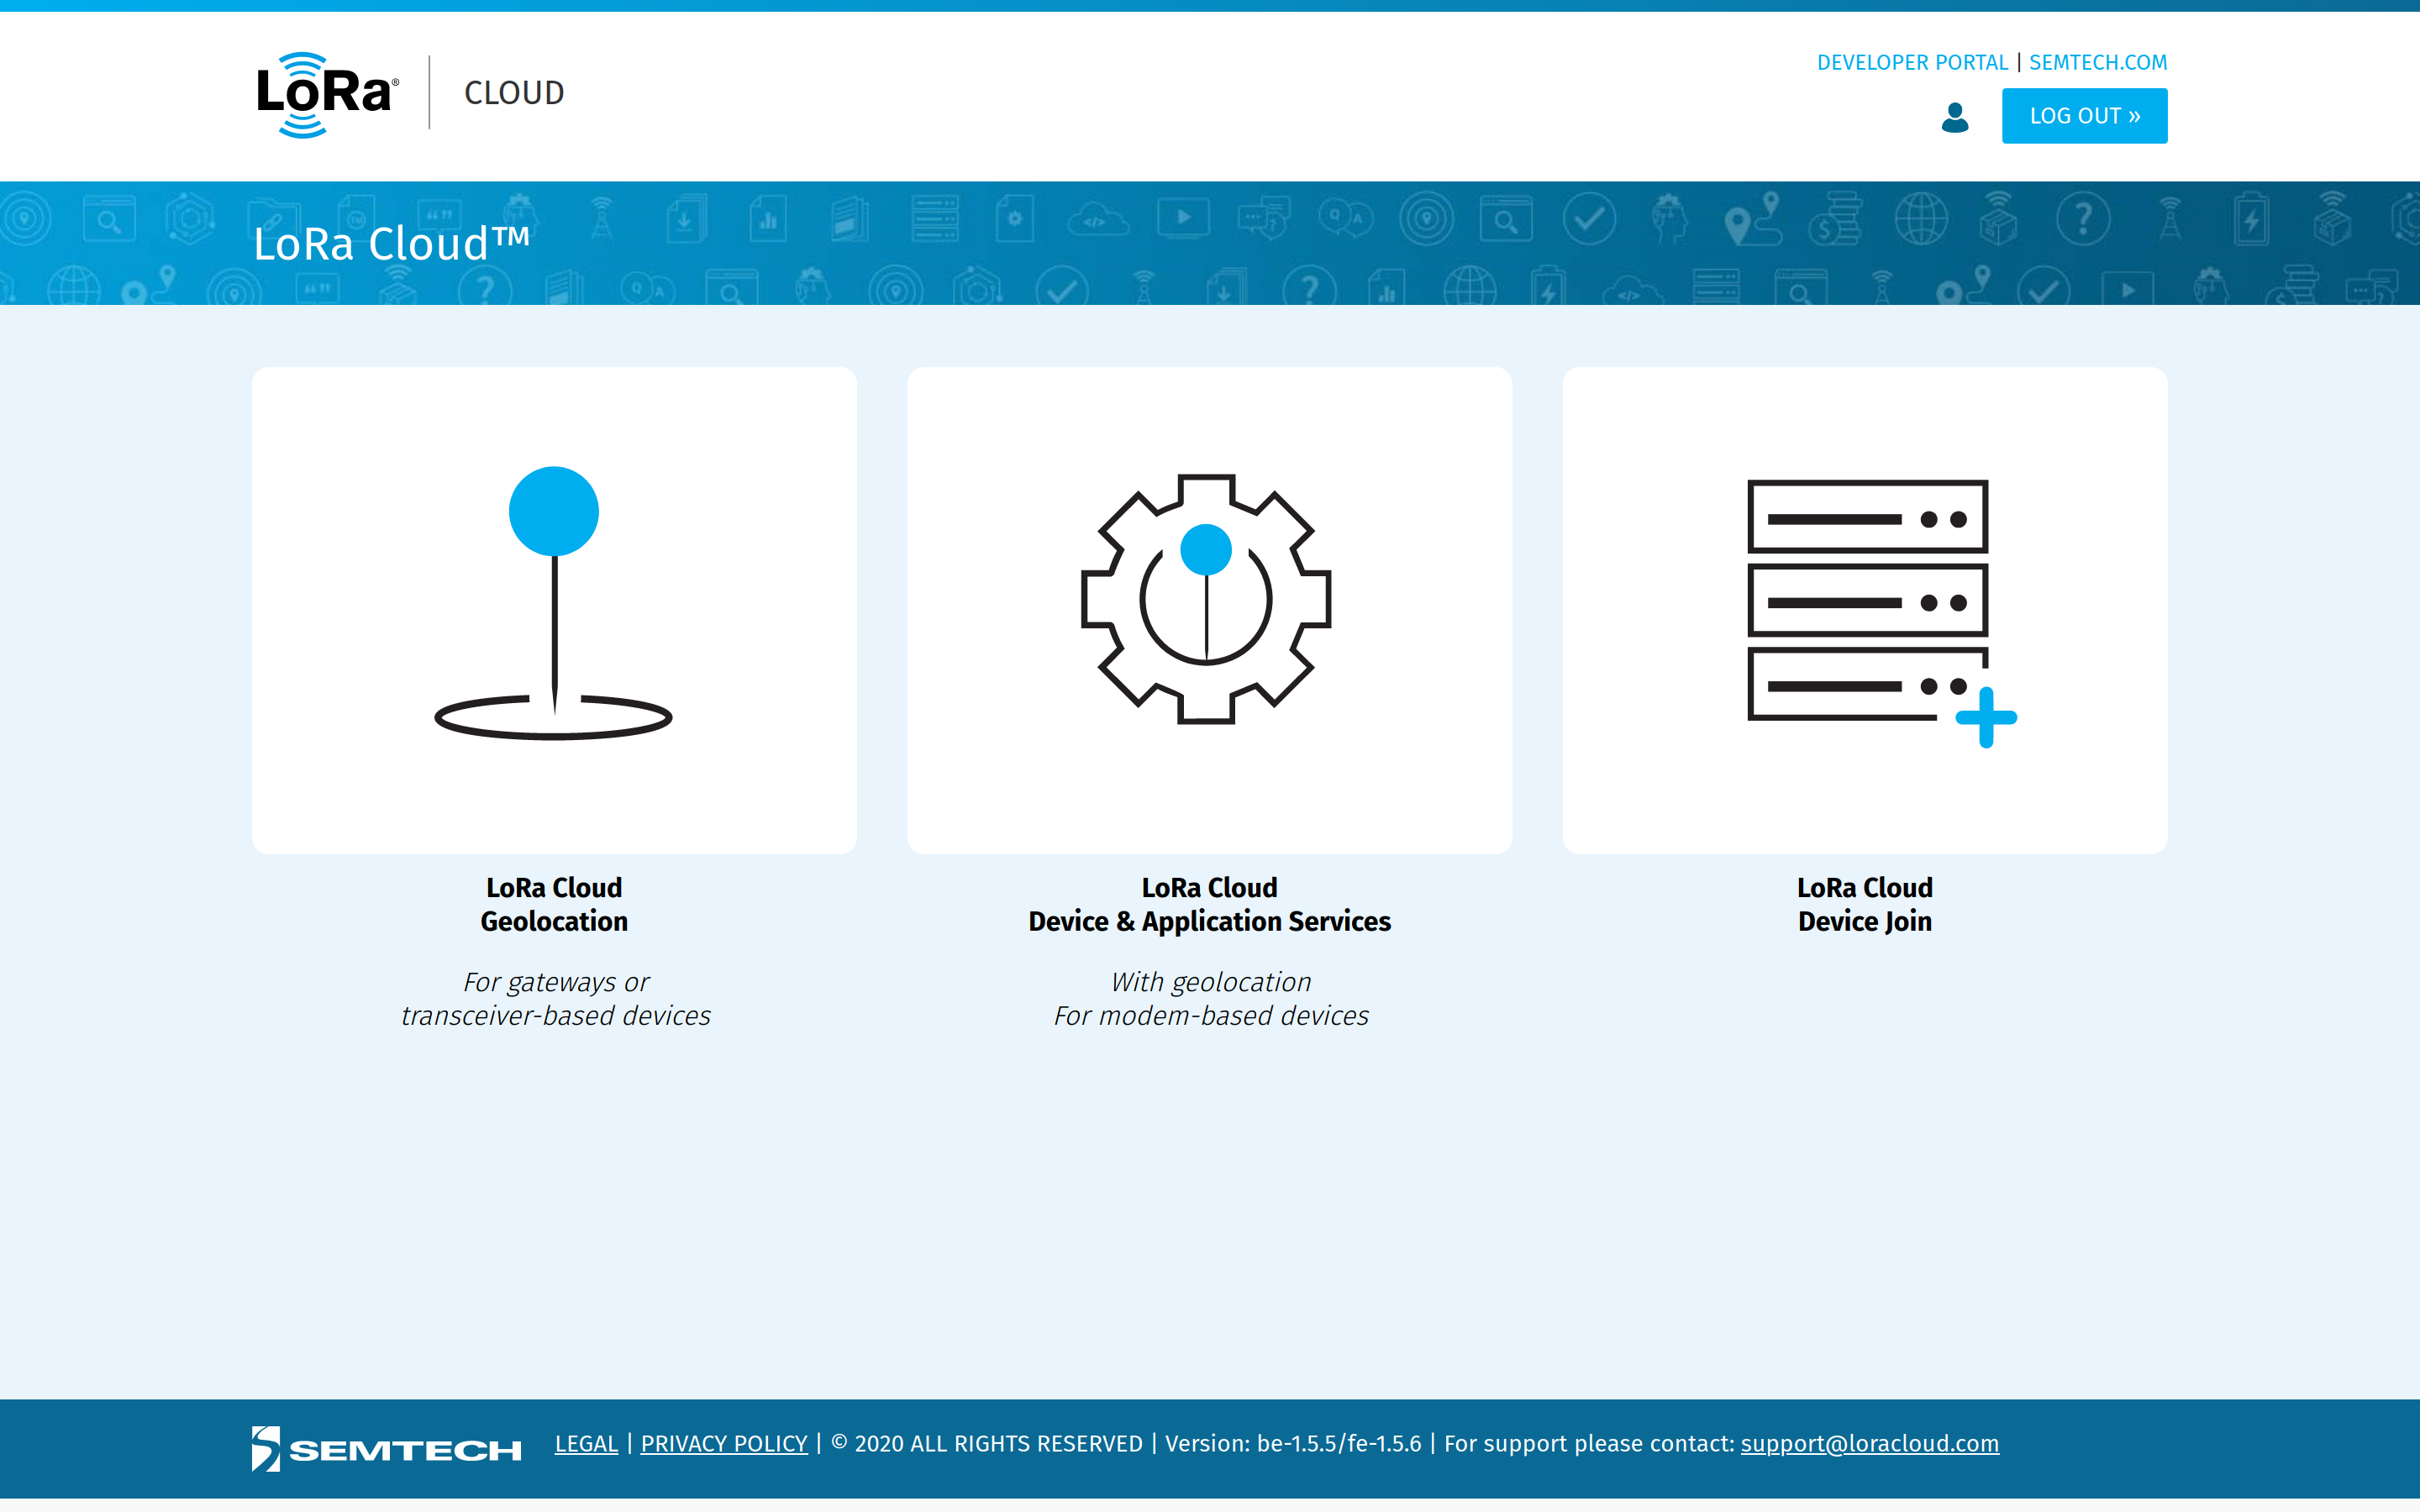 LoRa®
CLOUD
DEVELOPER PORTAL | SEMTECH.COM
LOG OUT »
LoRa Cloud™
LoRa Cloud
Geolocation
For gateways or
transceiver-based devices
LoRa Cloud
Device & Application Services
With geolocation
For modem-based devices
LoRa Cloud
Device Join
SEMTECH
LEGAL | PRIVACY POLICY | © 2020 ALL RIGHTS RESERVED | Version: be-1.5.5/fe-1.5.6 | For support please contact: support@loracloud.com